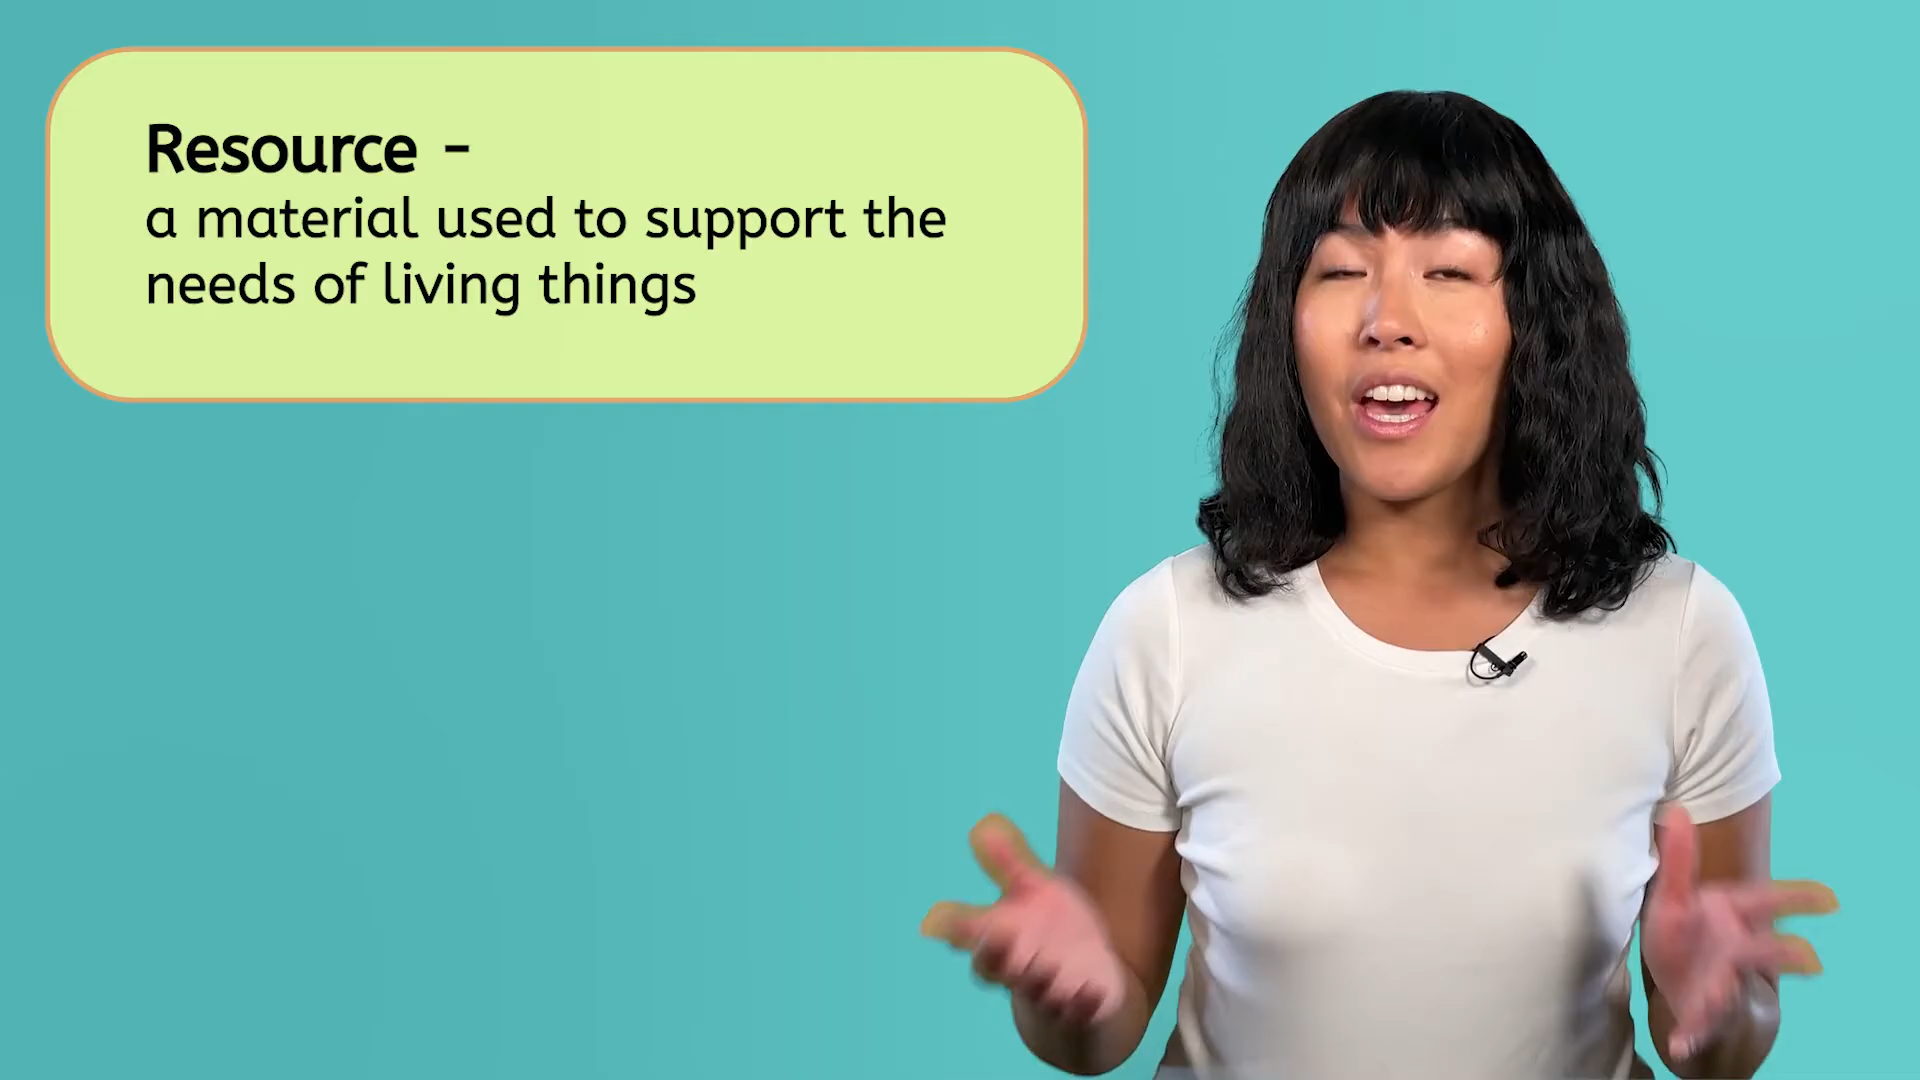 Resource -
a material used to support the
needs of living things